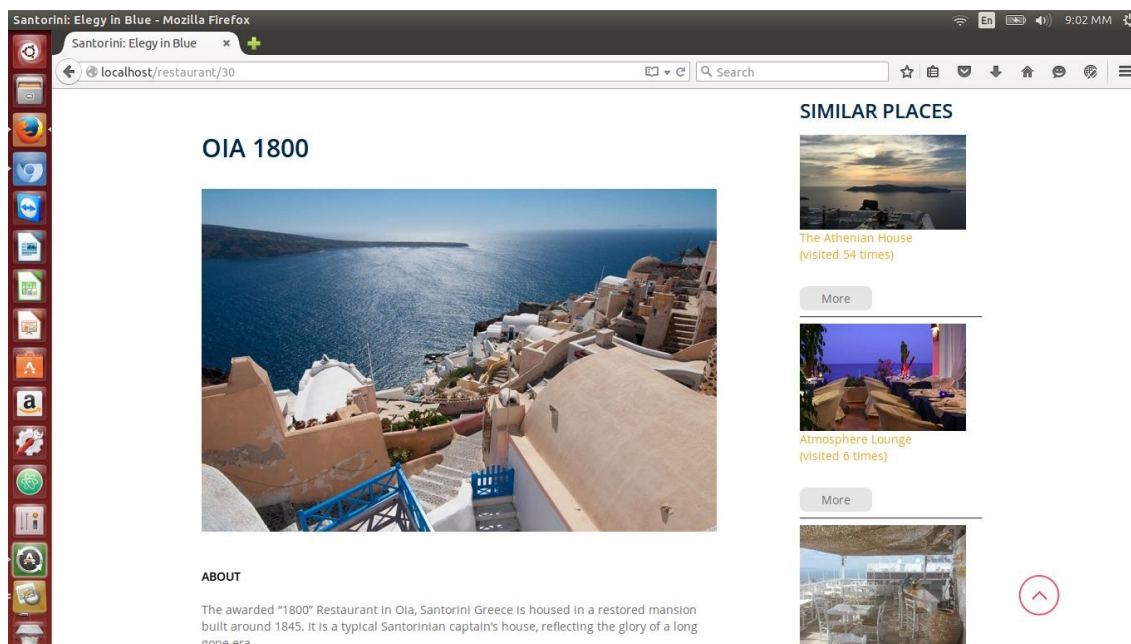 Santorini: Elegy in Blue - Mozilla Firefox
En
9:02 MM
Santorini: Elegy in Blue
localhost/restaurant/30
Search
OIA 1800
ABOUT
The awarded “1800” Restaurant in Oia, Santorini Greece is housed in a restored mansion
built around 1845. It is a typical Santorinian captain’s house, reflecting the glory of a long
gone era
SIMILAR PLACES
The Athenian House
(visited 54 times)
More
Atmosphere Lounge
(visited 6 times)
More